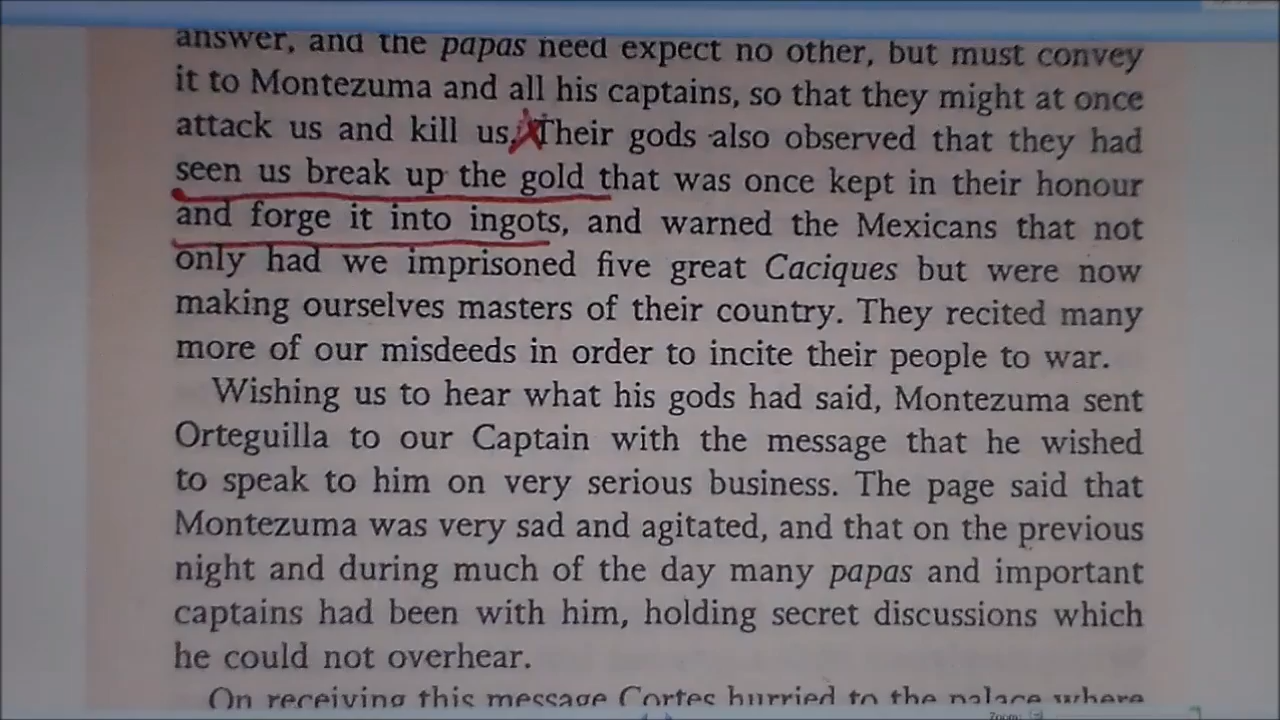 answer, and the papas need expect no other, but must convey
it to Montezuma and all his captains, so that they might at once
attack us and kill us. Their gods also observed that they had
seen us break up the gold that was once kept in their honour
and forge it into ingots, and warned the Mexicans that not
only had we imprisoned five great Caciques but were now
making ourselves masters of their country. They recited many
more of our misdeeds in order to incite their people to war.
Wishing us to hear what his gods had said, Montezuma sent
Orteguilla to our Captain with the message that he wished
to speak to him on very serious business. The page said that
Montezuma was very sad and agitated, and that on the previous
night and during much of the day many papas and important
captains had been with him, holding secret discussions which
he could not overhear.
On receiving this message Cortes hurried to the palace where